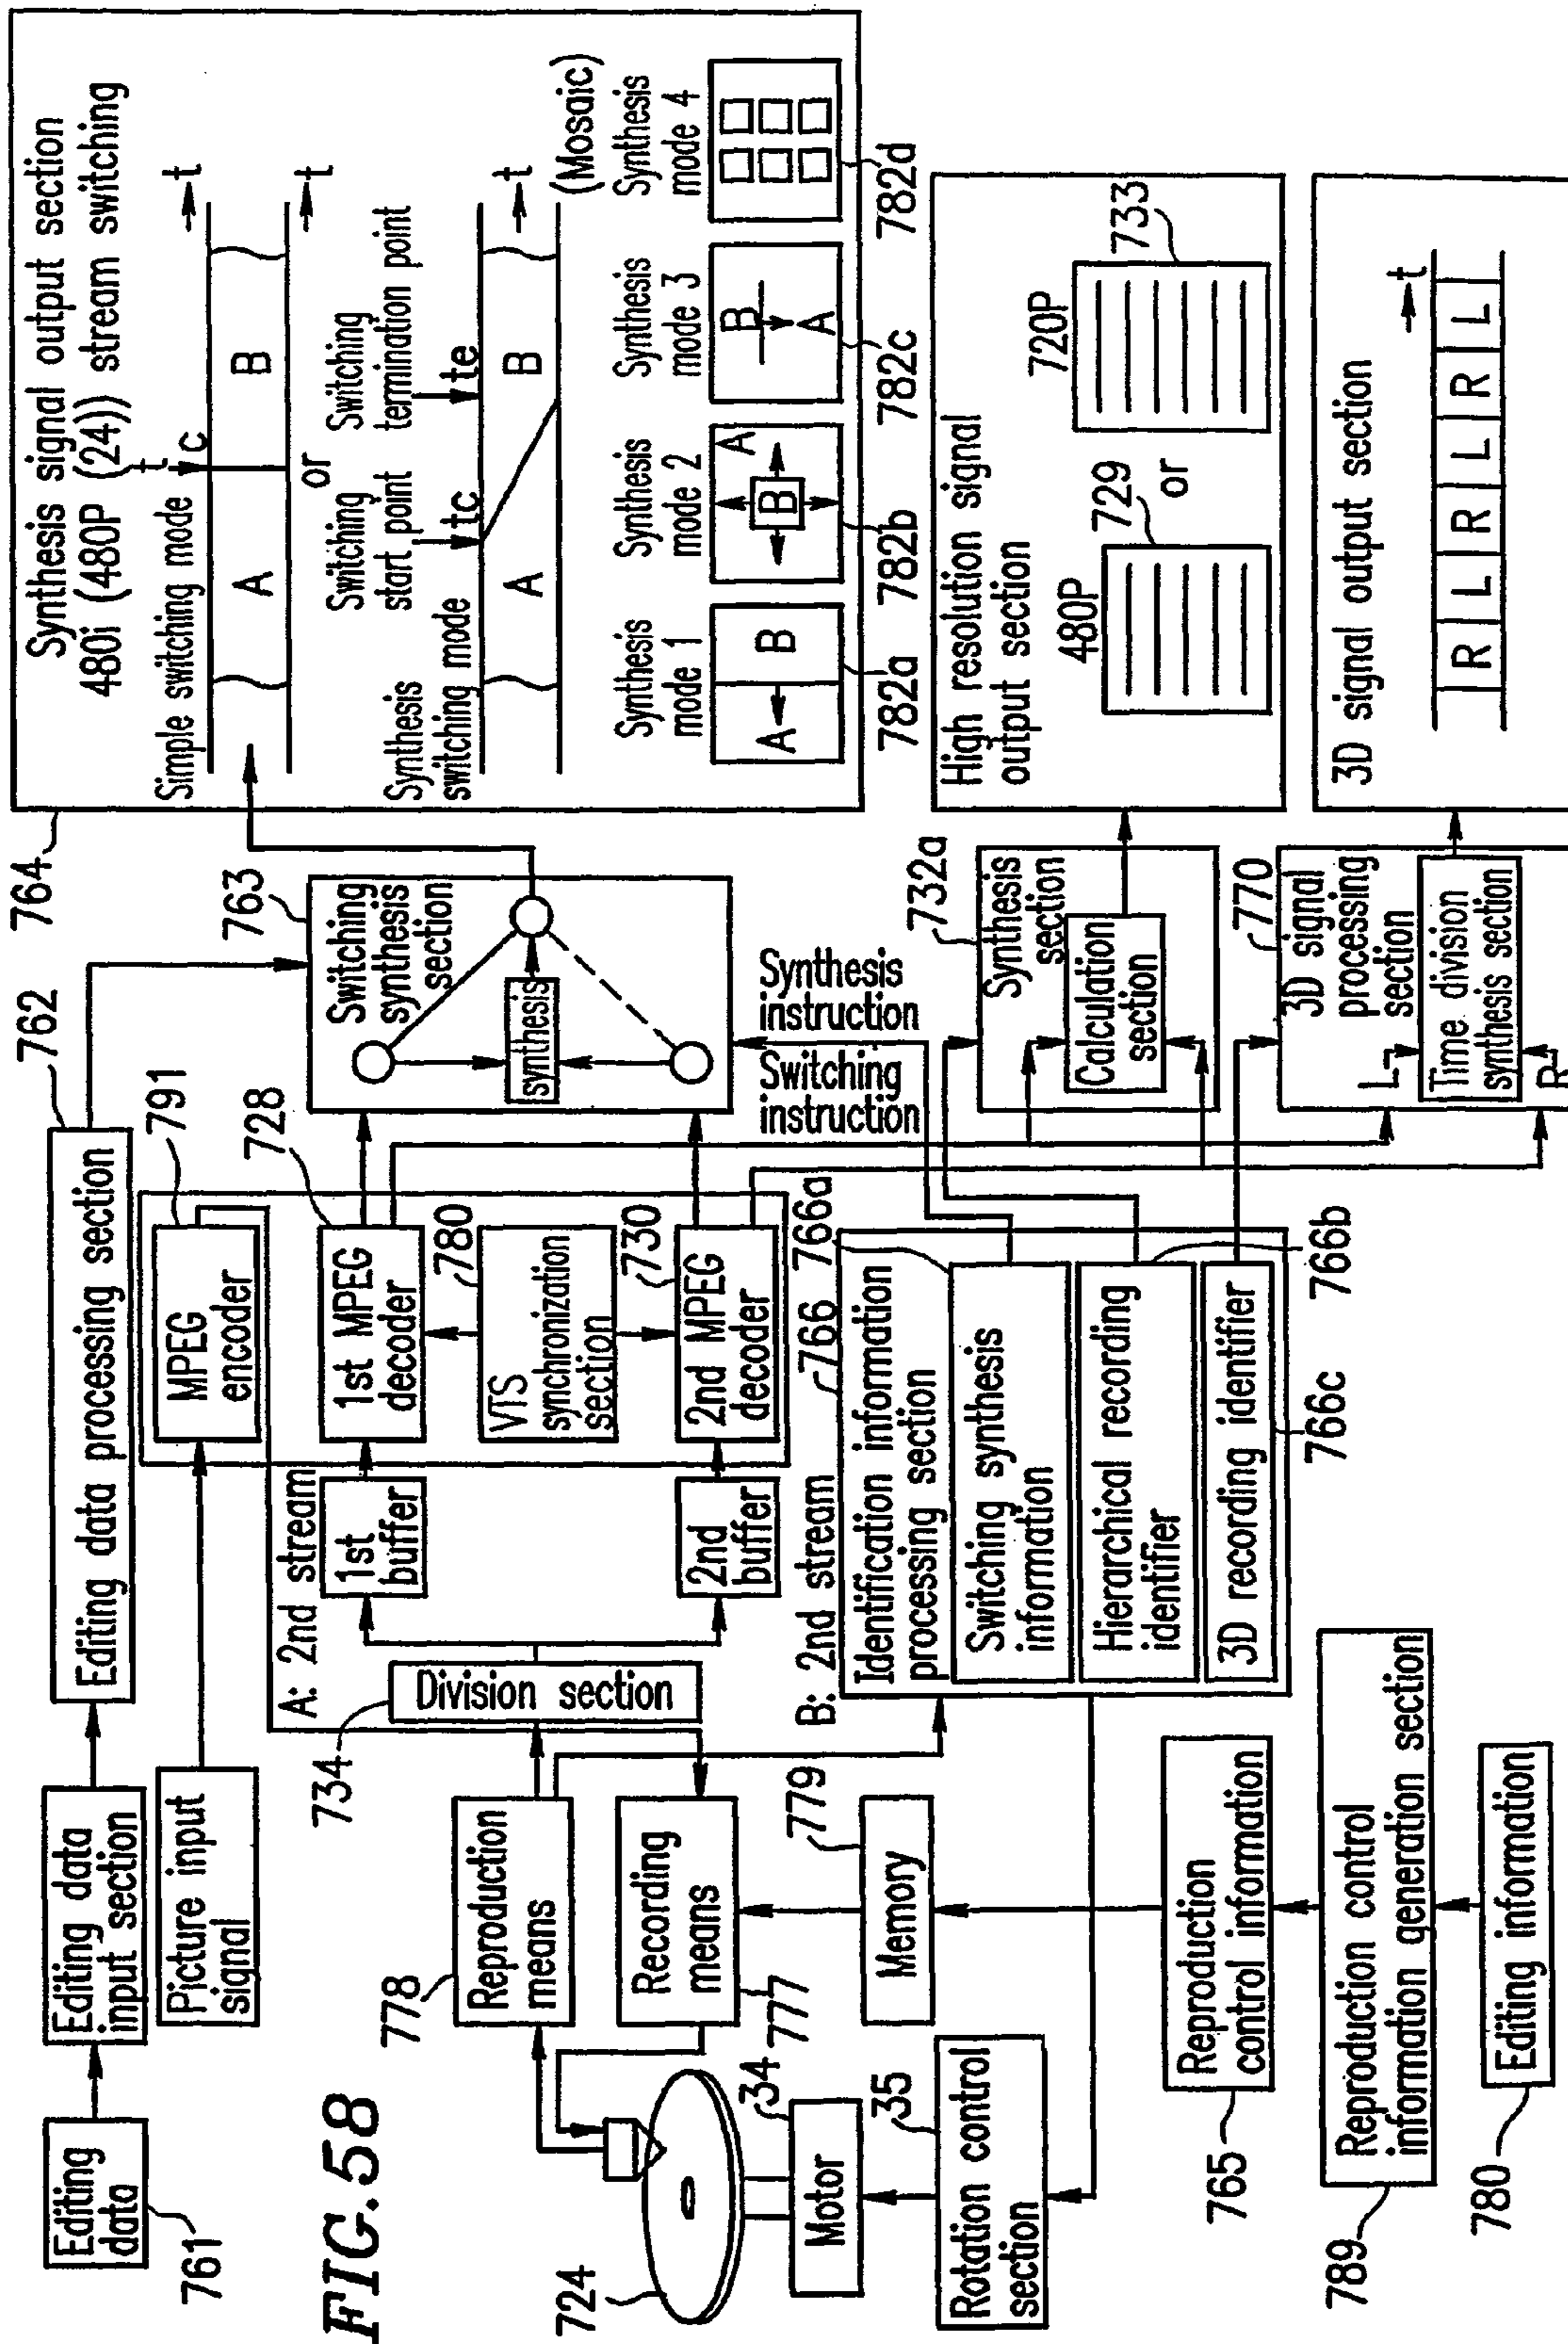 FIG.58
Editing
data
761
Editing data
input section
Picture input
signal
Editing data processing section
762
MPEG
encoder
791
A: 2nd stream
1st
buffer
1st MPEG
decoder
728
VTS
synchronization
section
780
2nd
buffer
2nd MPEG
decoder
730
Division section
734
B: 2nd stream
Reproduction
means
778
Recording
means
777
Memory
779
724
Motor
34
Rotation control
section
35
Reproduction
control information
765
Reproduction control
information generation section
789
Editing information
780
766
Identification information
processing section
766a
Switching synthesis
information
Hierarchical recording
identifier
766b
3D recording identifier
766c
Switching
synthesis
section
763
synthesis
Synthesis
instruction
Switching
instruction
764
Synthesis signal output section
480i (480P (24)) stream switching
Simple switching mode
t
c
t
A
B
t
or
Switching
start point
Switching
termination point
Synthesis
switching mode
tc
te
A
B
t
Synthesis
mode 1
A
B
782a
Synthesis
mode 2
B
A
782b
Synthesis
mode 3
B
A
782c
(Mosaic)
Synthesis
mode 4
782d
732a
Synthesis
section
Calculation
section
High resolution signal
output section
480P
729
or
720P
733
770
3D signal
processing
section
L
Time division
synthesis section
R
3D signal output section
t
R L R L R L